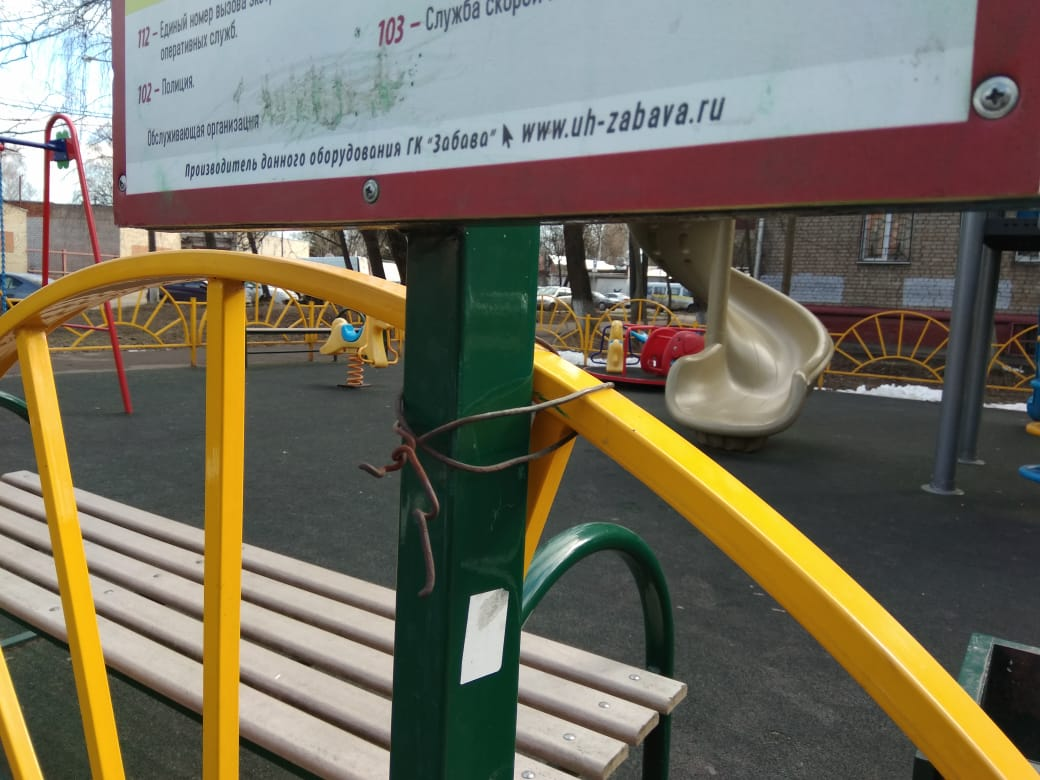 112 – Единый номер вызова
оперативных служб.
103 – Служба скорой
102 – Полиция.
Обслуживающая организация
Производитель данного оборудования ГК "Забава" www.uh-zabava.ru